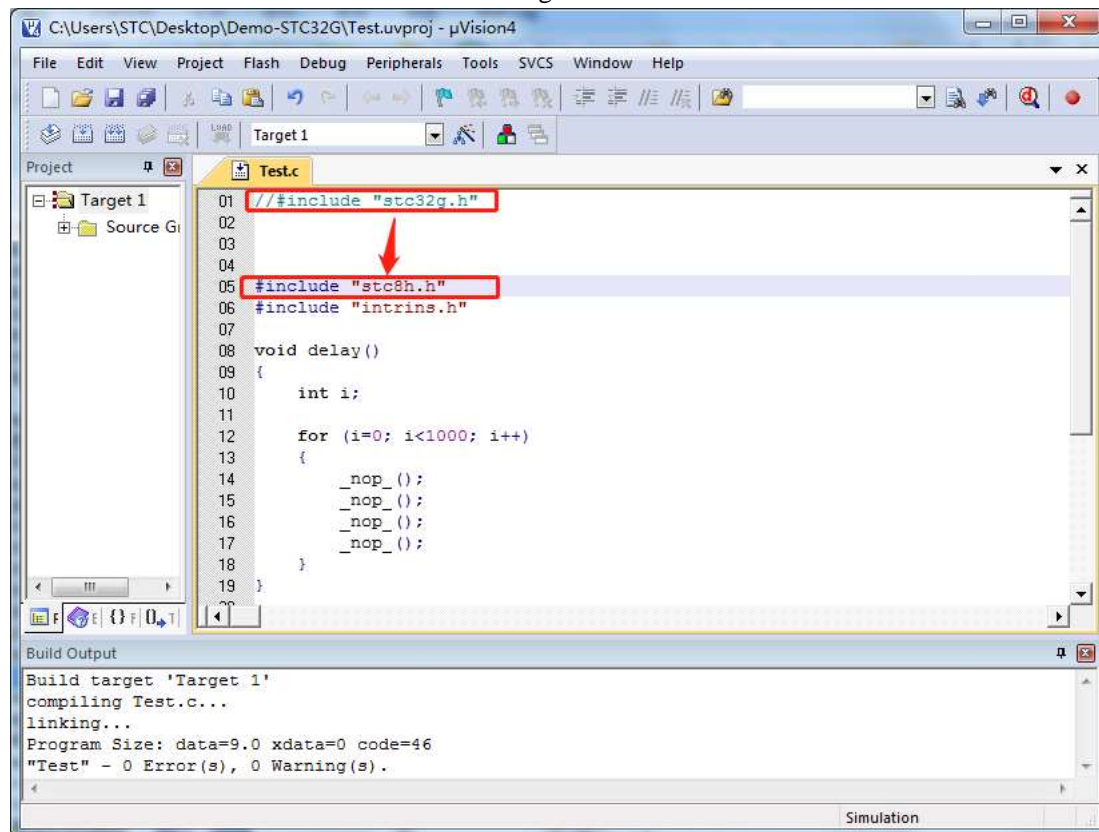 C:\Users\STC\Desktop\Demo-STC32G\Test.uvproj - µVision4
File Edit View Project Flash Debug Peripherals Tools SVCS Window Help
LOAD Target 1
Project
Test.c
Target 1
Source Gr
01 //#include "stc32g.h"
02
03
04
05 #include "stc8h.h"
06 #include "intrins.h"
07
08 void delay()
09 {
10 int i;
11
12 for (i=0; i<1000; i++)
13 {
14 _nop_();
15 _nop_();
16 _nop_();
17 _nop_();
18 }
19 }
Build Output
Build target 'Target 1'
compiling Test.c...
linking...
Program Size: data=9.0 xdata=0 code=46
"Test" - 0 Error(s), 0 Warning(s).
Simulation